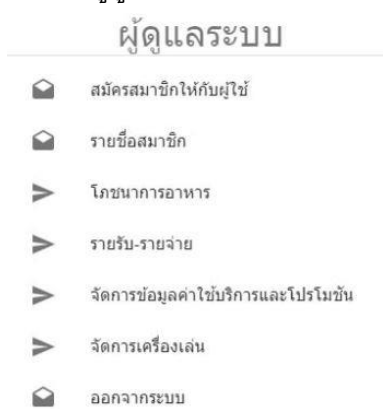 ผู้ดูแลระบบ
สมัครสมาชิกให้กับผู้ใช้
รายชื่อสมาชิก
โภชนาการอาหาร
รายรับ-รายจ่าย
จัดการข้อมูลค่าใช้บริการและโปรโมชัน
จัดการเครื่องเล่น
ออกจากระบบ